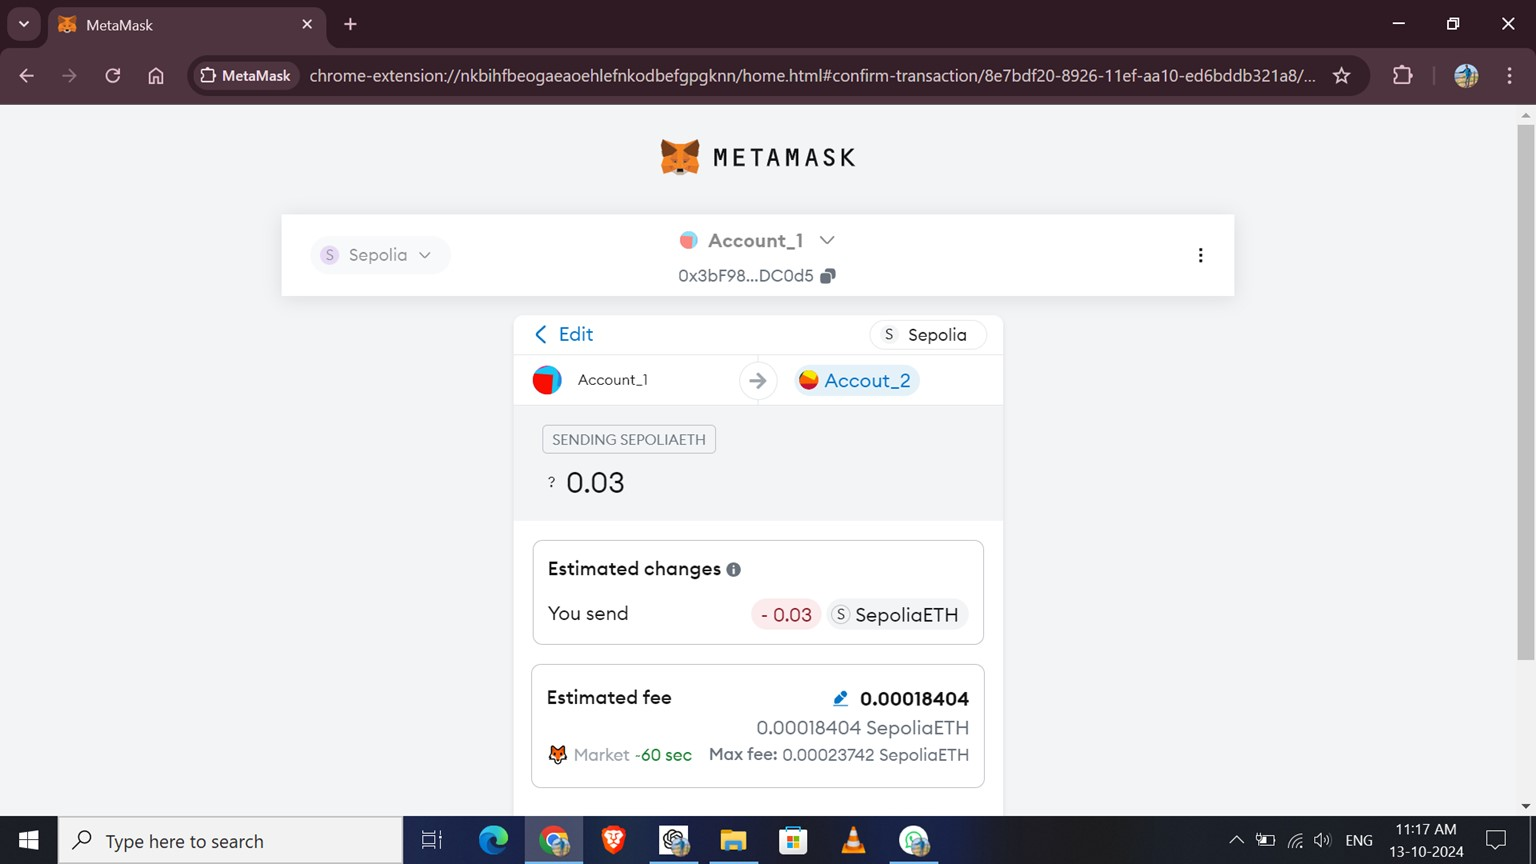 MetaMask
MetaMask chrome-extension://nkbihfbeogaeaoehlefnkodbefgpgknn/home.html#confirm-transaction/8e7bdf20-8926-11ef-aa10-ed6bddb321a8/...
METAMASK
S Sepolia
Account_1
0x3bF98...DC0d5
Edit
S Sepolia
Account_1
Accout_2
SENDING SEPOLIAETH
? 0.03
Estimated changes
You send - 0.03 S SepoliaETH
Estimated fee 0.00018404
0.00018404 SepoliaETH
Market ~60 sec Max fee: 0.00023742 SepoliaETH
Type here to search
ENG
11:17 AM
13-10-2024